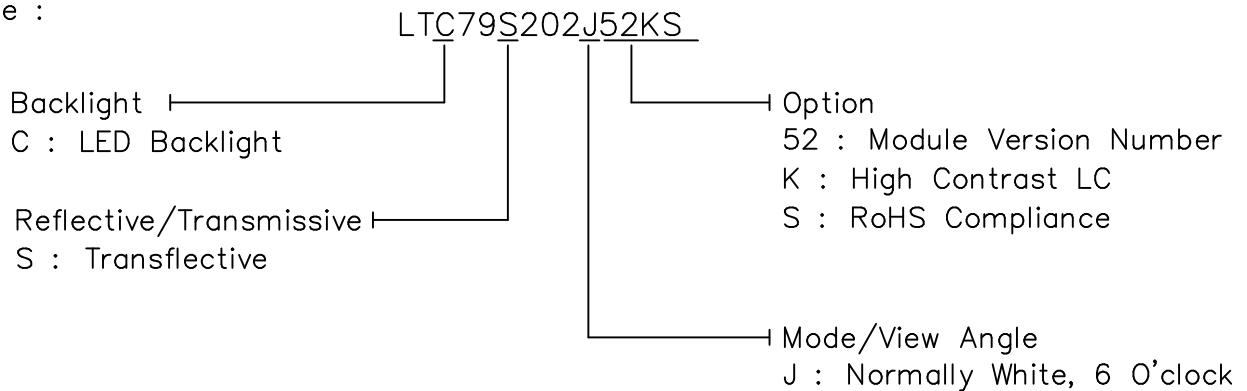 e :
LTC79S202J52KS
Backlight
C : LED Backlight
Reflective/Transmissive
S : Transflective
Option
52 : Module Version Number
K : High Contrast LC
S : RoHS Compliance
Mode/View Angle
J : Normally White, 6 O'clock